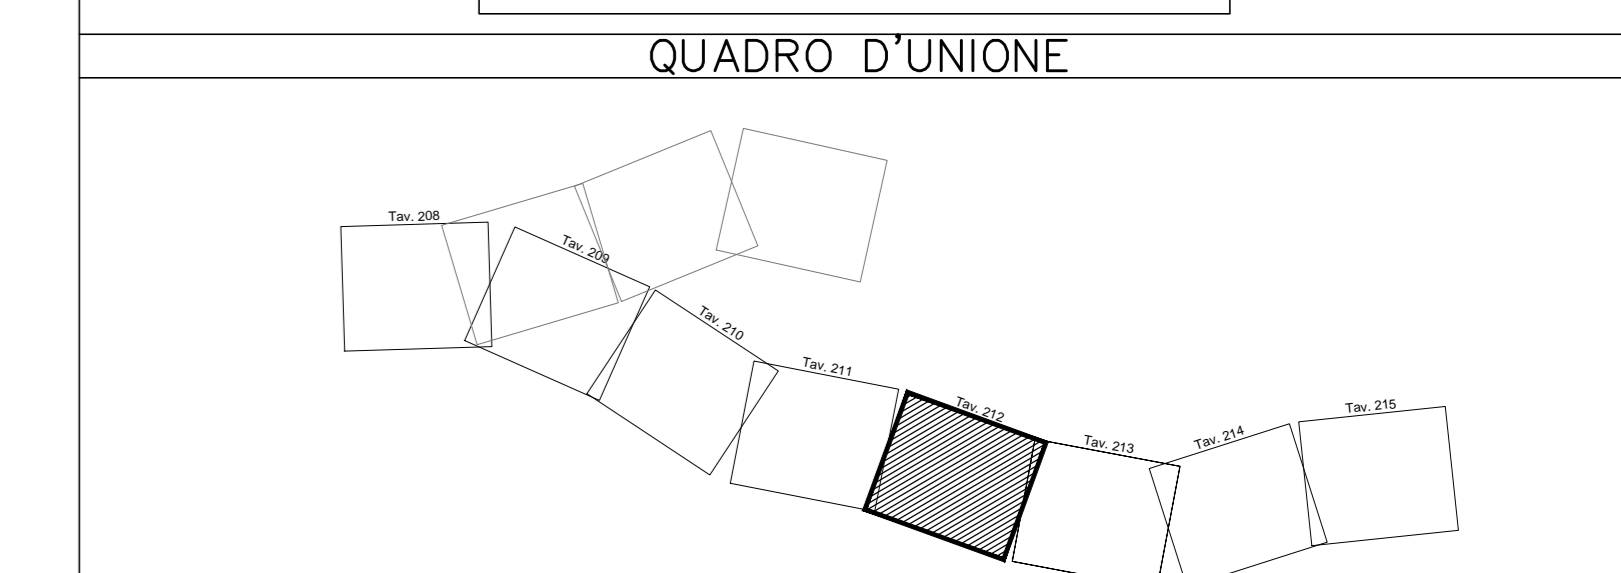 QUADRO D'UNIONE
Tav. 208
Tav. 209
Tav. 210
Tav. 211
Tav. 212
Tav. 213
Tav. 214
Tav. 215